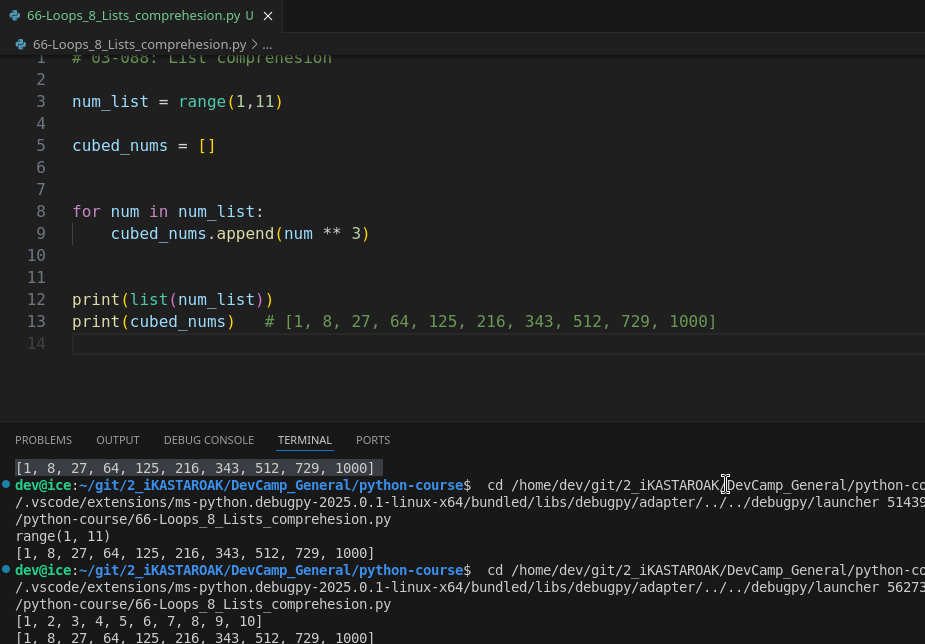 66-Loops_8_Lists_comprehesion.py U
66-Loops_8_Lists_comprehesion.py > ...
1 # 03-088: List comprehesion
2
3 num_list = range(1,11)
4
5 cubed_nums = []
6
7
8 for num in num_list:
9     cubed_nums.append(num ** 3)
10
11
12 print(list(num_list))
13 print(cubed_nums)   # [1, 8, 27, 64, 125, 216, 343, 512, 729, 1000]
14
PROBLEMS OUTPUT DEBUG CONSOLE TERMINAL PORTS
[1, 8, 27, 64, 125, 216, 343, 512, 729, 1000]
dev@ice:~/git/2_iKASTAROAK/DevCamp_General/python-course$  cd /home/dev/git/2_iKASTAROAK/DevCamp_General/python-co
/.vscode/extensions/ms-python.debugpy-2025.0.1-linux-x64/bundled/libs/debugpy/adapter/../../debugpy/launcher 51439
/python-course/66-Loops_8_Lists_comprehesion.py
range(1, 11)
[1, 8, 27, 64, 125, 216, 343, 512, 729, 1000]
dev@ice:~/git/2_iKASTAROAK/DevCamp_General/python-course$  cd /home/dev/git/2_iKASTAROAK/DevCamp_General/python-co
/.vscode/extensions/ms-python.debugpy-2025.0.1-linux-x64/bundled/libs/debugpy/adapter/../../debugpy/launcher 56273
/python-course/66-Loops_8_Lists_comprehesion.py
[1, 2, 3, 4, 5, 6, 7, 8, 9, 10]
[1, 8, 27, 64, 125, 216, 343, 512, 729, 1000]